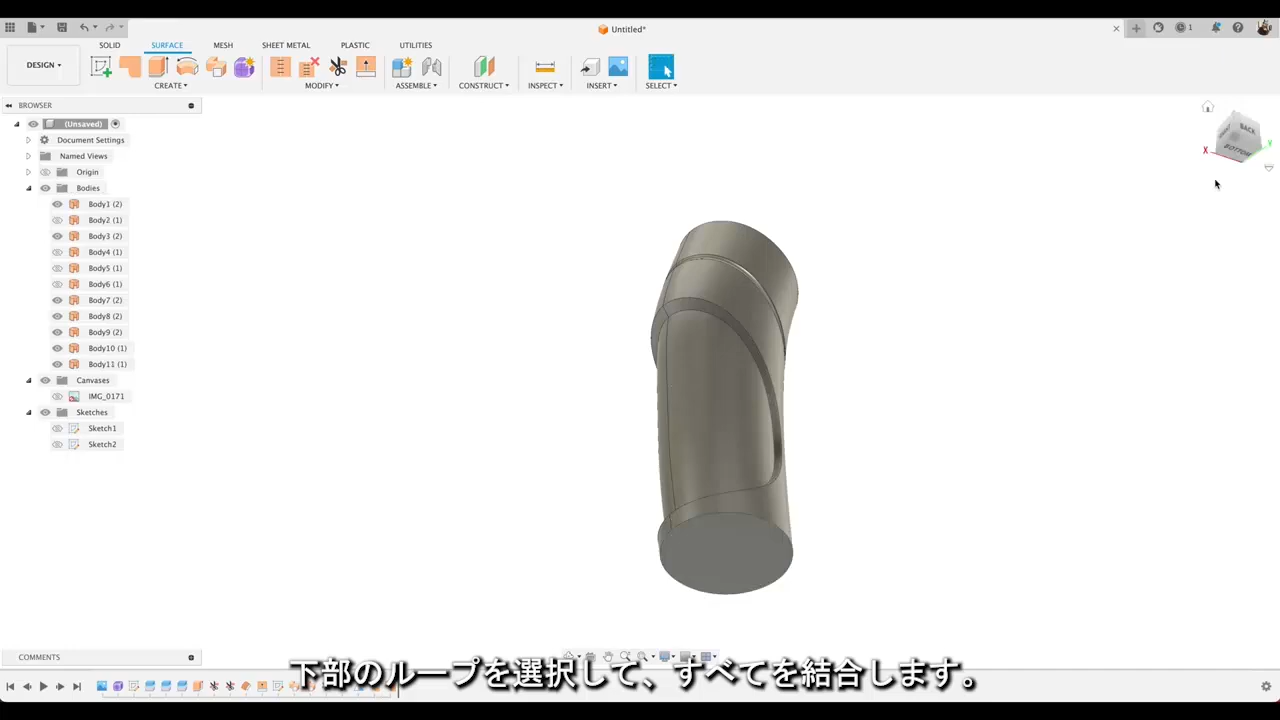 Untitled*
1
DESIGN
SOLID
SURFACE
MESH
SHEET METAL
PLASTIC
UTILITIES
CREATE
MODIFY
ASSEMBLE
CONSTRUCT
INSPECT
INSERT
SELECT
BROWSER
(Unsaved)
Document Settings
Named Views
Origin
Bodies
Body1 (2)
Body2 (1)
Body3 (2)
Body4 (1)
Body5 (1)
Body6 (1)
Body7 (2)
Body8 (2)
Body9 (2)
Body10 (1)
Body11 (1)
Canvases
IMG_0171
Sketches
Sketch1
Sketch2
BACK
BOTTOM
X
Y
COMMENTS
下部のループを選択して、すべてを結合します。